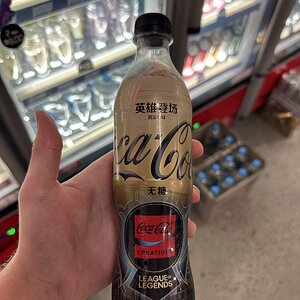 英雄登场
Coca-Cola
无糖
Coca-Cola
CREATIONS
LEAGUE OF
LEGENDS